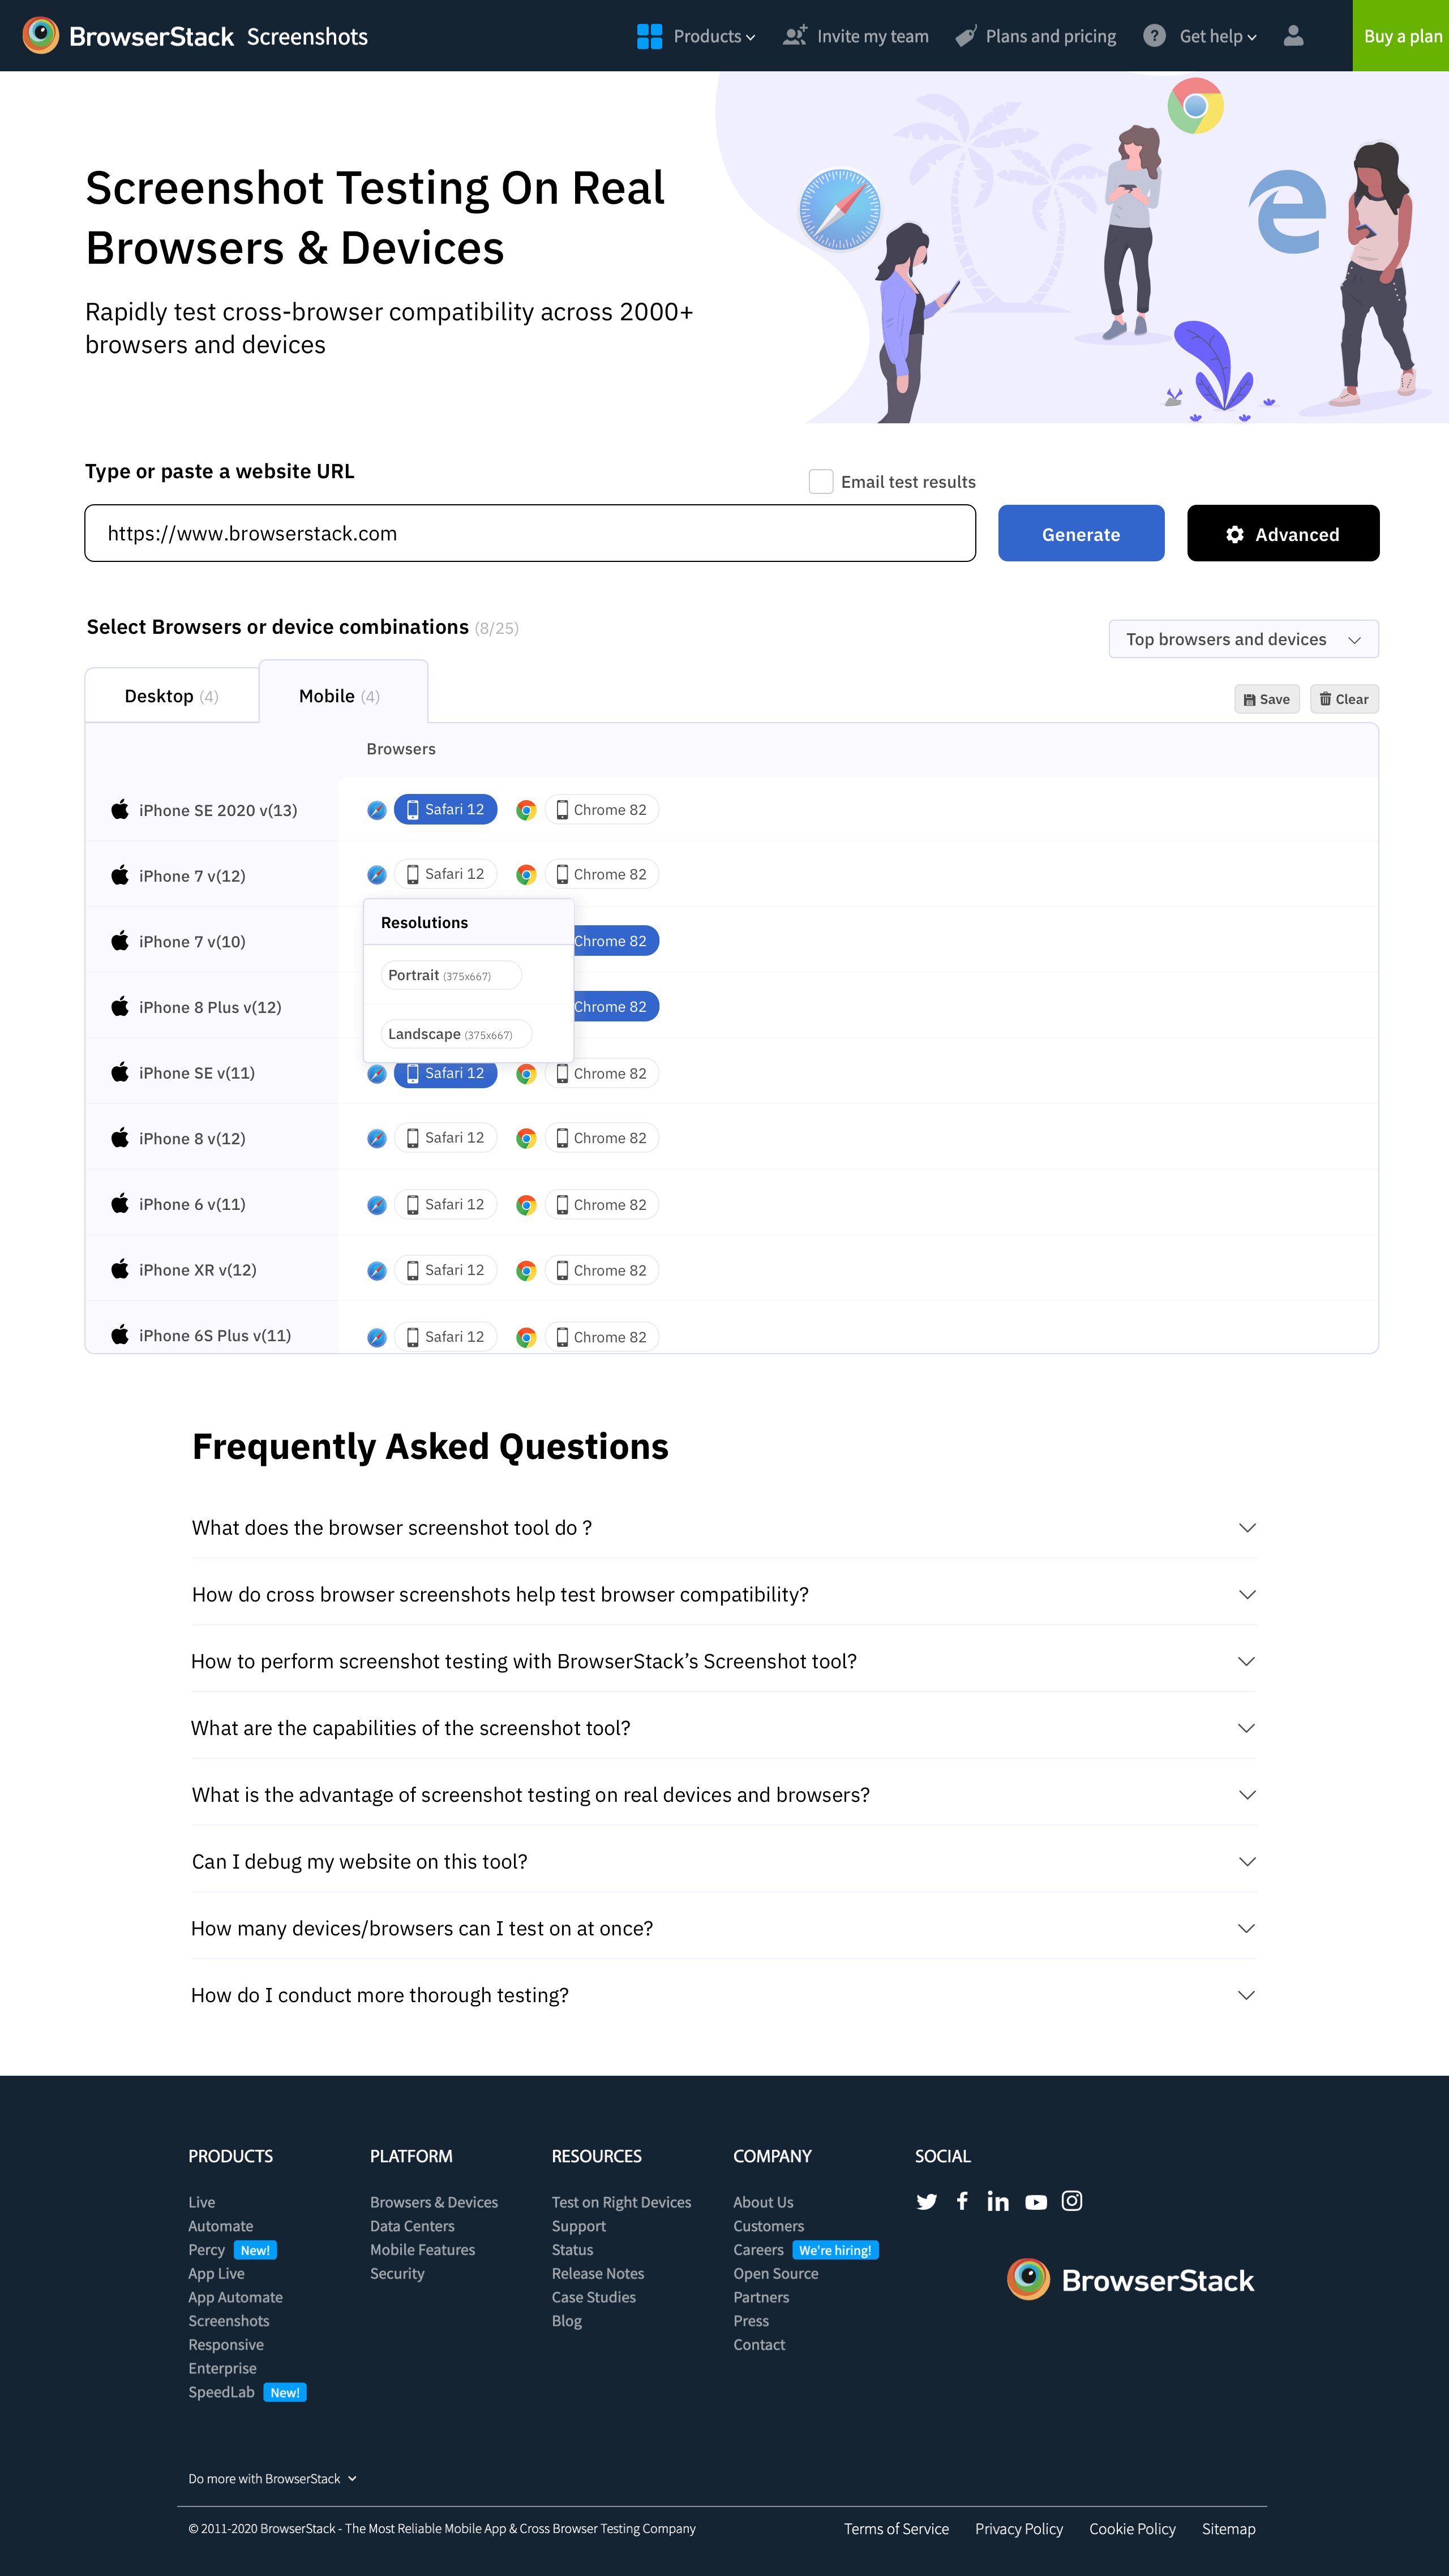 BrowserStack Screenshots
Products
Invite my team
Plans and pricing
? Get help
Buy a plan
Screenshot Testing On Real
Browsers & Devices
Rapidly test cross-browser compatibility across 2000+
browsers and devices
Type or paste a website URL
Email test results
https://www.browserstack.com
Generate
Advanced
Select Browsers or device combinations (8/25)
Top browsers and devices
Desktop (4)
Mobile (4)
Save
Clear
Browsers
iPhone SE 2020 v(13) Safari 12 Chrome 82
iPhone 7 v(12) Safari 12 Chrome 82
Resolutions
iPhone 7 v(10) Chrome 82
Portrait (375x667)
iPhone 8 Plus v(12) Chrome 82
Landscape (375x667)
iPhone SE v(11) Safari 12 Chrome 82
iPhone 8 v(12) Safari 12 Chrome 82
iPhone 6 v(11) Safari 12 Chrome 82
iPhone XR v(12) Safari 12 Chrome 82
iPhone 6S Plus v(11) Safari 12 Chrome 82
Frequently Asked Questions
What does the browser screenshot tool do ?
How do cross browser screenshots help test browser compatibility?
How to perform screenshot testing with BrowserStack’s Screenshot tool?
What are the capabilities of the screenshot tool?
What is the advantage of screenshot testing on real devices and browsers?
Can I debug my website on this tool?
How many devices/browsers can I test on at once?
How do I conduct more thorough testing?
PRODUCTS
Live
Automate
Percy New!
App Live
App Automate
Screenshots
Responsive
Enterprise
SpeedLab New!
PLATFORM
Browsers & Devices
Data Centers
Mobile Features
Security
RESOURCES
Test on Right Devices
Support
Status
Release Notes
Case Studies
Blog
COMPANY
About Us
Customers
Careers We're hiring!
Open Source
Partners
Press
Contact
SOCIAL
BrowserStack
Do more with BrowserStack
© 2011-2020 BrowserStack - The Most Reliable Mobile App & Cross Browser Testing Company
Terms of Service
Privacy Policy
Cookie Policy
Sitemap